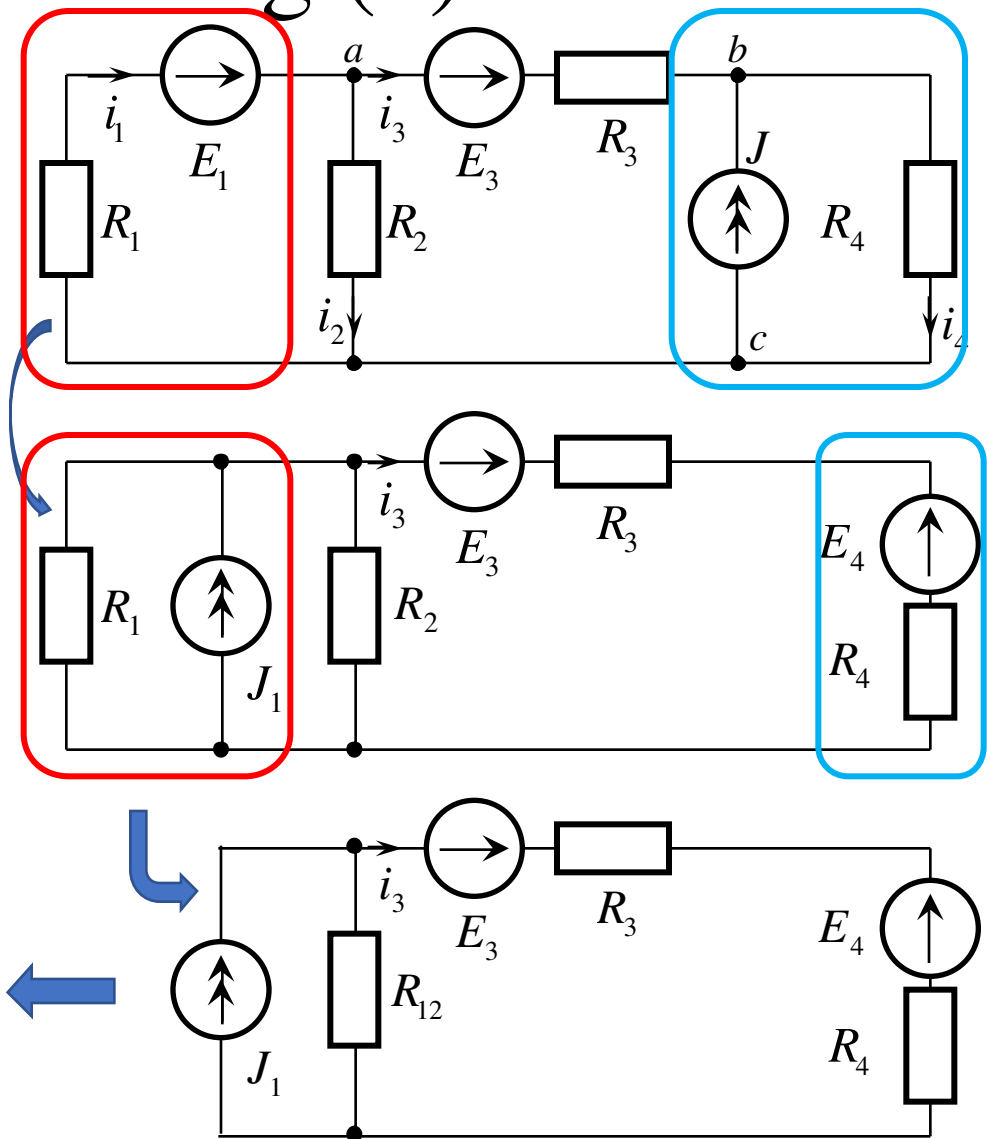 a b
i₁ i₃ J
E₁ E₃ R₃
R₁ R₂ R₄
i₂ c i₄
i₃ E₃ R₃ E₄
R₁ R₂
J₁ R₄
i₃ E₃ R₃ E₄
R₁₂
J₁ R₄